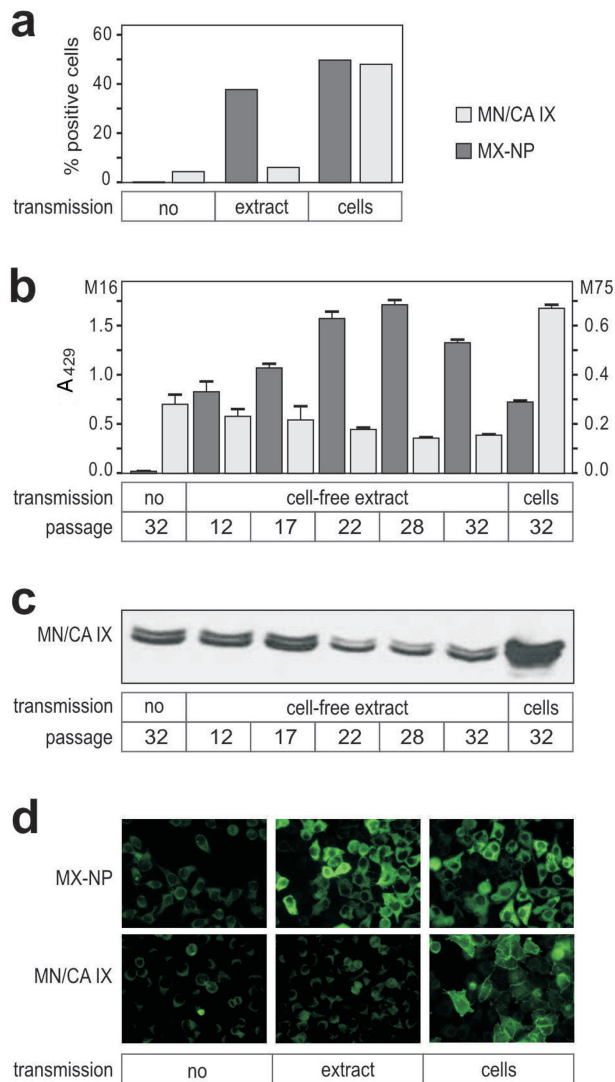 a
% positive cells
60
40
20
0
MN/CA IX
MX-NP
transmission no extract cells
b
M16 M75
A429
1.5
1.0
0.5
0.0
0.6
0.4
0.2
0.0
transmission no cell-free extract cells
passage 32 12 17 22 28 32 32
c
MN/CA IX
transmission no cell-free extract cells
passage 32 12 17 22 28 32 32
d
MX-NP
MN/CA IX
transmission no extract cells